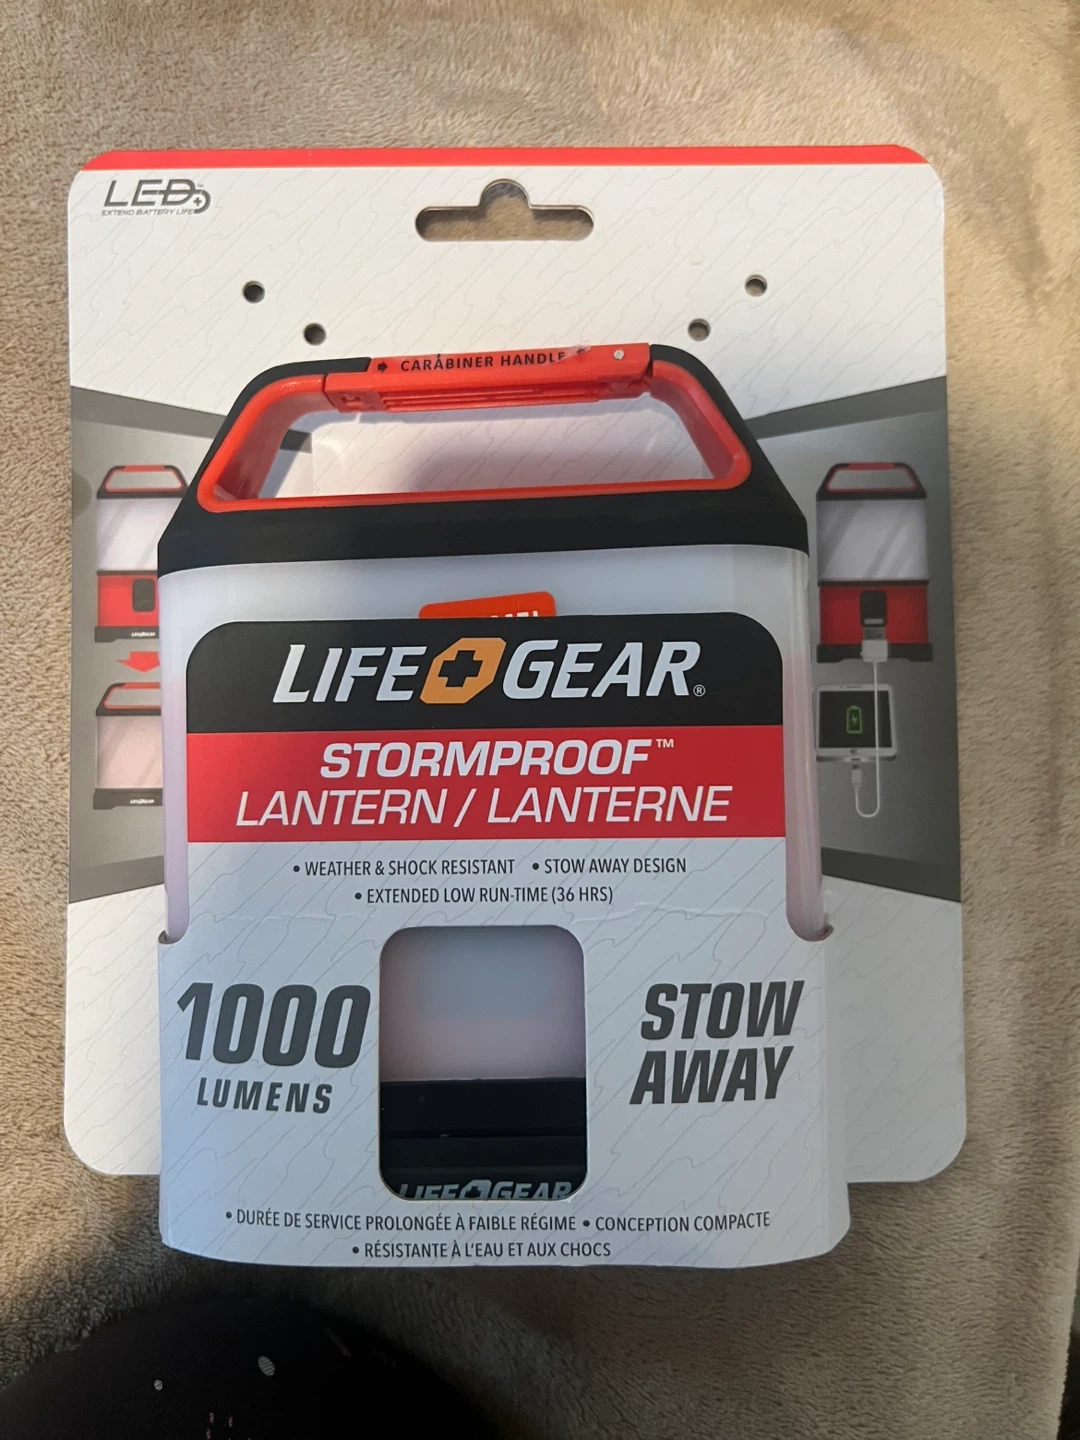 LED+
EXTEND BATTERY LIFE
CARABINER HANDLE
LIFE GEAR®
STORMPROOF™
LANTERN / LANTERNE
• WEATHER & SHOCK RESISTANT • STOW AWAY DESIGN
• EXTENDED LOW RUN-TIME (36 HRS)
1000
LUMENS
STOW
AWAY
LIFE GEAR
• DURÉE DE SERVICE PROLONGÉE À FAIBLE RÉGIME • CONCEPTION COMPACTE
• RÉSISTANTE À L'EAU ET AUX CHOCS